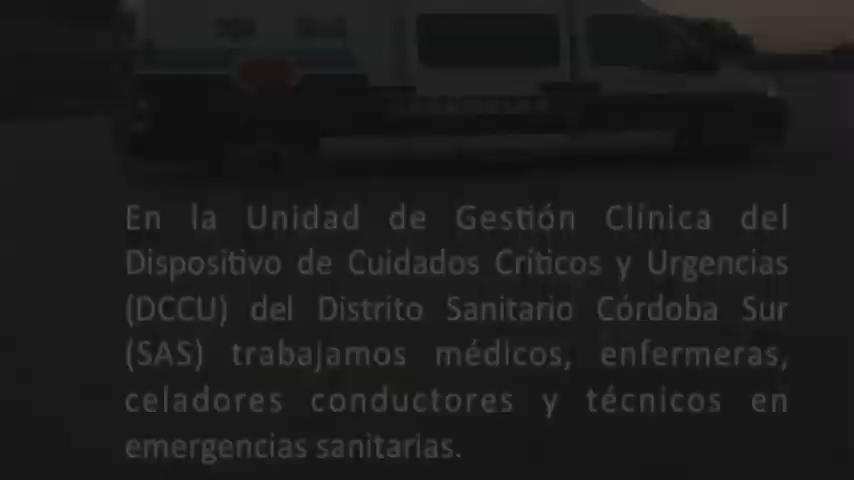 En la Unidad de Gestión Clínica del
Dispositivo de Cuidados Críticos y Urgencias
(DCCU) del Distrito Sanitario Córdoba Sur
(SAS) trabajamos médicos, enfermeras,
celadores conductores y técnicos en
emergencias sanitarias.